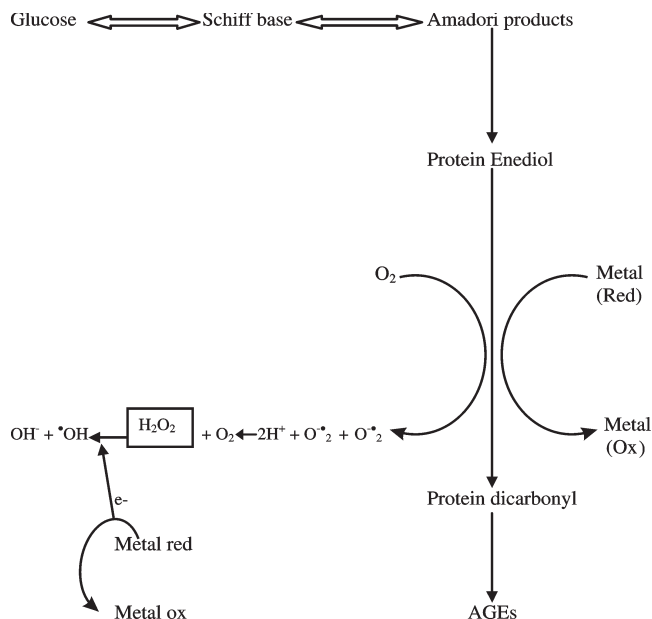 Glucose Schiff base Amadori products
Protein Enediol
O₂ Metal
(Red)
OH⁻ + •OH H₂O₂ + O₂ 2H⁺ + O⁻•₂ + O⁻•₂ Metal
(Ox)
Protein dicarbonyl
e-
Metal red
Metal ox AGEs